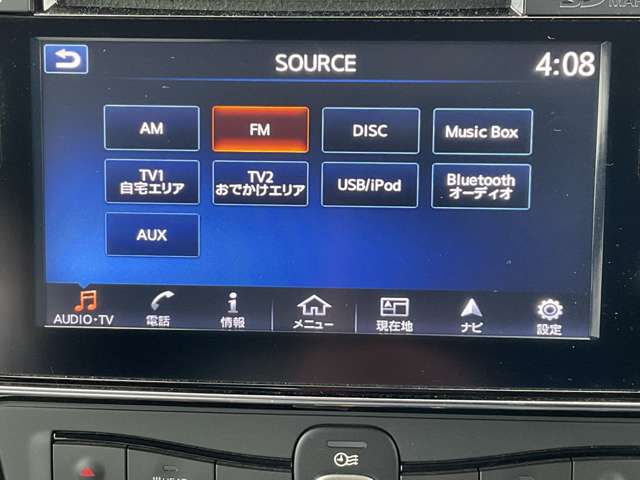 SD
SOURCE
4:08
AM
FM
DISC
Music Box
TV1
自宅エリア
TV2
おでかけエリア
USB/iPod
Bluetooth
オーディオ
AUX
AUDIO・TV
電話
情報
メニュー
現在地
ナビ
設定